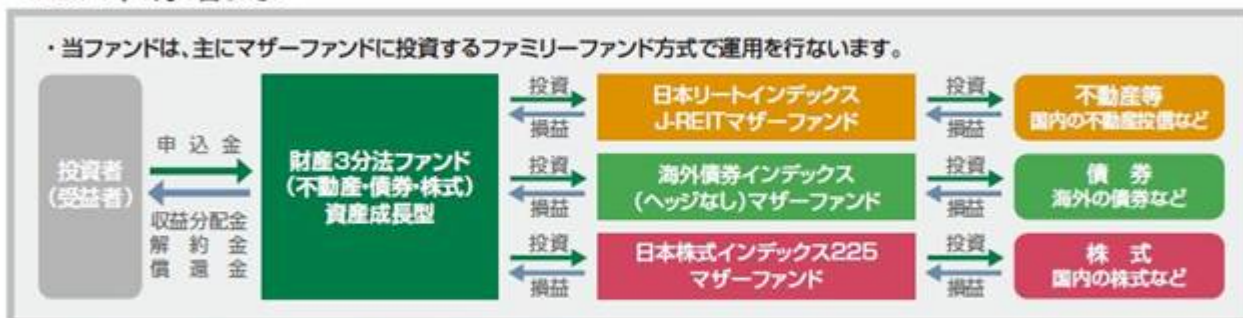 ・当ファンドは、主にマザーファンドに投資するファミリーファンド方式で運用を行ないます。
投資者
(受益者)
申込金
収益分配金
解約金
償還金
財産3分法ファンド
(不動産・債券・株式)
資産成長型
投資
損益
日本リートインデックス
J-REITマザーファンド
投資
損益
不動産等
国内の不動産投信など
投資
損益
海外債券インデックス
(ヘッジなし)マザーファンド
投資
損益
債券
海外の債券など
投資
損益
日本株式インデックス225
マザーファンド
投資
損益
株式
国内の株式など